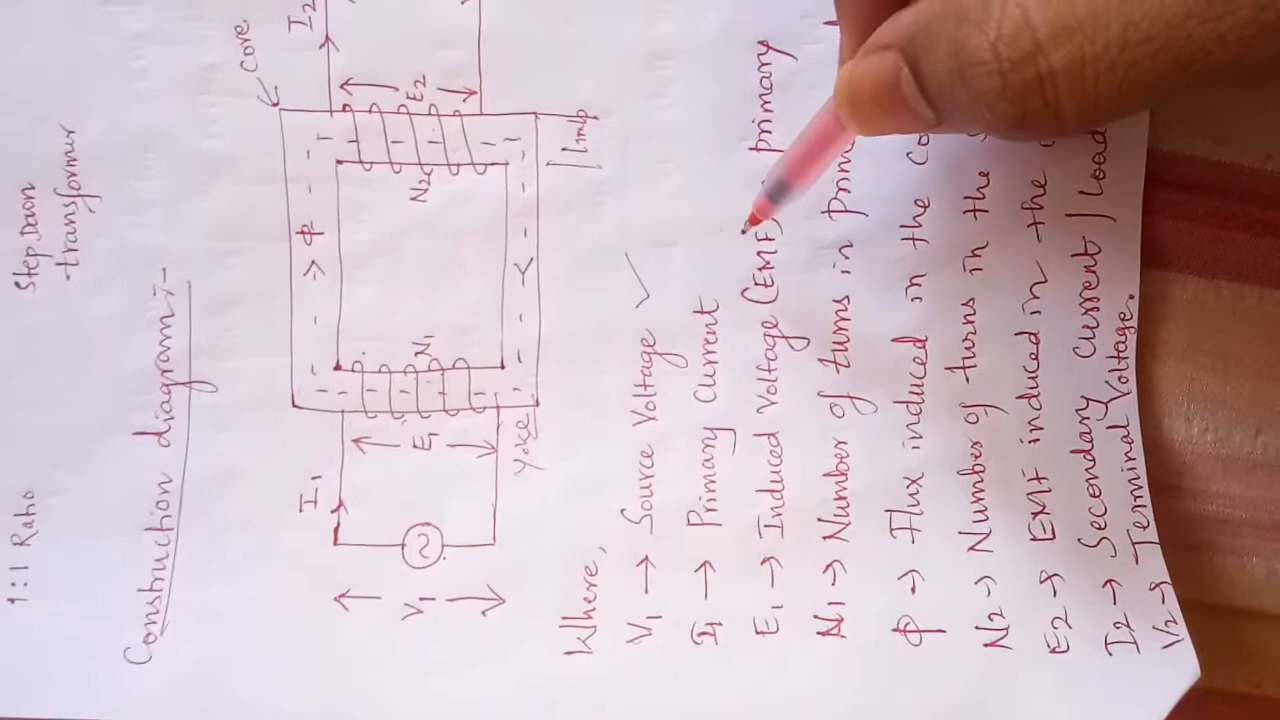 1:1 Ratio
Step Down
transformer
Construction diagram:-
Core
I1
I2
V1
E1
N1
N2
E2
ϕ
Yoke
Limb
Where,
V1 → Source Voltage ✓
I1 → Primary Current
E1 → Induced Voltage (EMF) primary
N1 → Number of turns in prim
ϕ → Flux induced in the Co
N2 → Number of turns in the
E2 → EMF induced in the
I2 → Secondary Current / Load
V2 → Terminal Voltage.